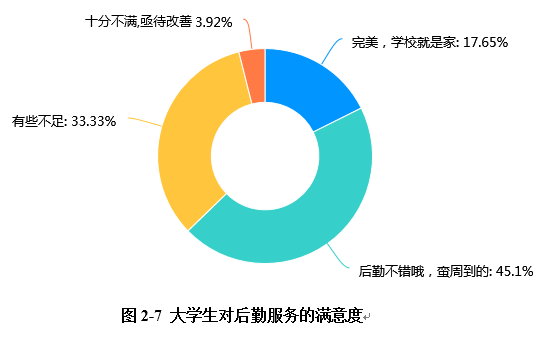 十分不满,亟待改善 3.92%
完美，学校就是家: 17.65%
有些不足: 33.33%
后勤不错哦，蛮周到的: 45.1%
图 2-7 大学生对后勤服务的满意度